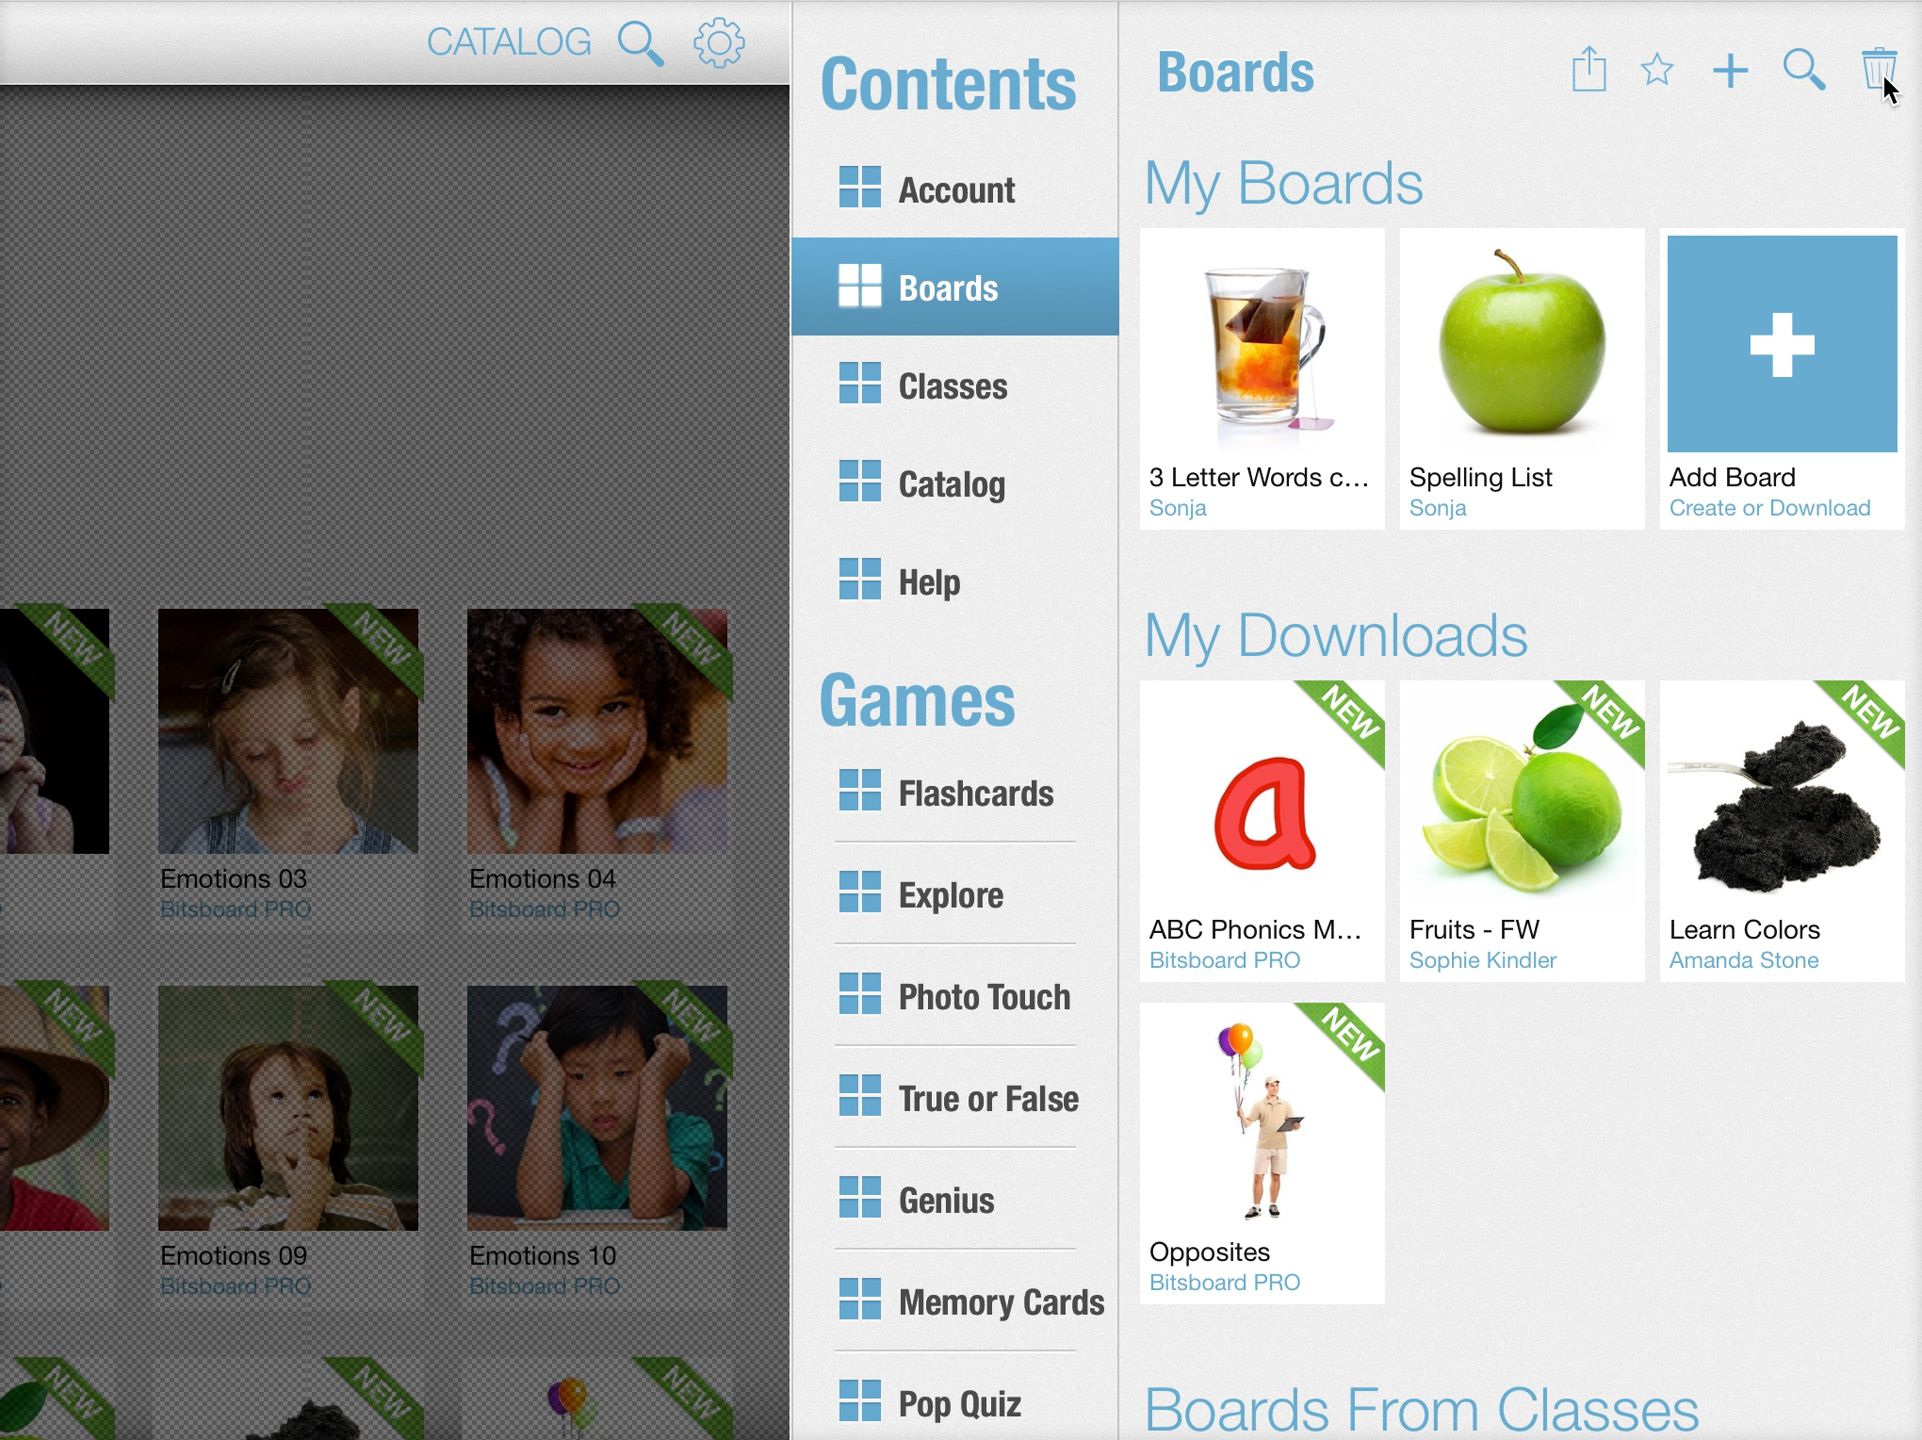 CATALOG
NEW
Emotions 03
Bitsboard PRO
NEW
Emotions 04
Bitsboard PRO
NEW
NEW
Emotions 09
Bitsboard PRO
NEW
Emotions 10
Bitsboard PRO
NEW
NEW
NEW
NEW
Contents
Account
Boards
Classes
Catalog
Help
Games
Flashcards
Explore
Photo Touch
True or False
Genius
Memory Cards
Pop Quiz
Boards
My Boards
3 Letter Words c...
Sonja
Spelling List
Sonja
Add Board
Create or Download
My Downloads
NEW
a
ABC Phonics M...
Bitsboard PRO
NEW
Fruits - FW
Sophie Kindler
NEW
Learn Colors
Amanda Stone
NEW
Opposites
Bitsboard PRO
Boards From Classes